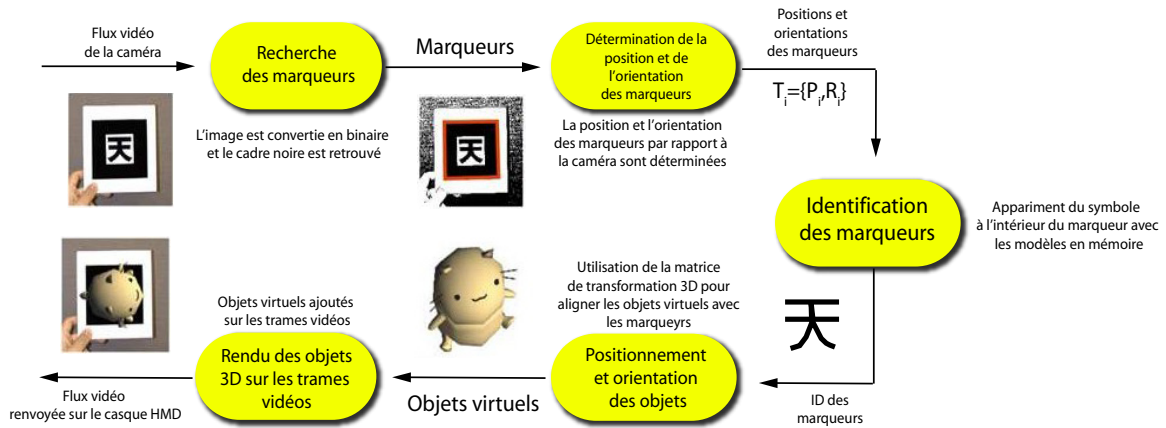 Flux vidéo
de la caméra
Recherche
des marqueurs
L'image est convertie en binaire
et le cadre noire est retrouvé
Marqueurs
Détermination de la
position et de
l'orientation
des marqueurs
La position et l'orientation
des marqueurs par rapport à
la caméra sont déterminées
Positions et
orientations
des marqueurs
T_i={P_i,R_i}
天
天
Identification
des marqueurs
Appariment du symbole
à l'intérieur du marqueur avec
les modèles en mémoire
天
ID des
marqueurs
Utilisation de la matrice
de transformation 3D pour
aligner les objets virtuels avec
les marqueyrs
Positionnement
et orientation
des objets
Objets virtuels
Objets virtuels ajoutés
sur les trames vidéos
Rendu des objets
3D sur les trames
vidéos
Flux vidéo
renvoyée sur le casque HMD